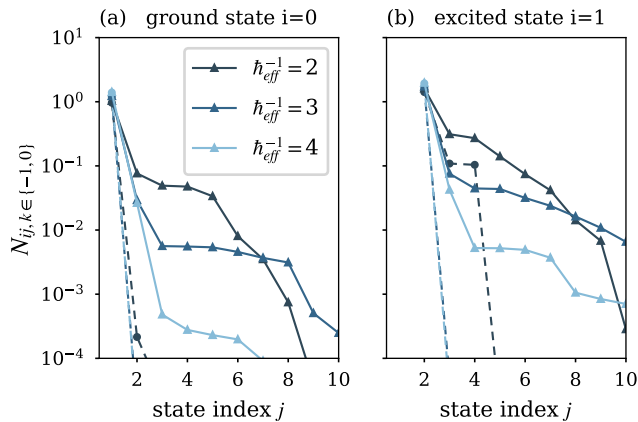 (a) ground state i=0
(b) excited state i=1
ħ_eff^{-1} = 2
ħ_eff^{-1} = 3
ħ_eff^{-1} = 4
N_{ij, k∈{−1,0}}
10^1
10^0
10^{-1}
10^{-2}
10^{-3}
10^{-4}
2 4 6 8 10
2 4 6 8 10
state index j
state index j